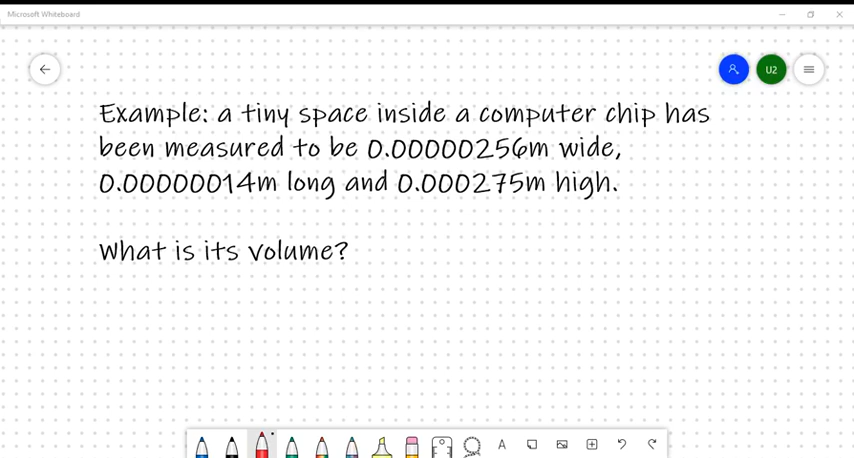 Microsoft Whiteboard
U2
Example: a tiny space inside a computer chip has
been measured to be 0.00000256m wide,
0.00000014m long and 0.000275m high.
What is its volume?
A